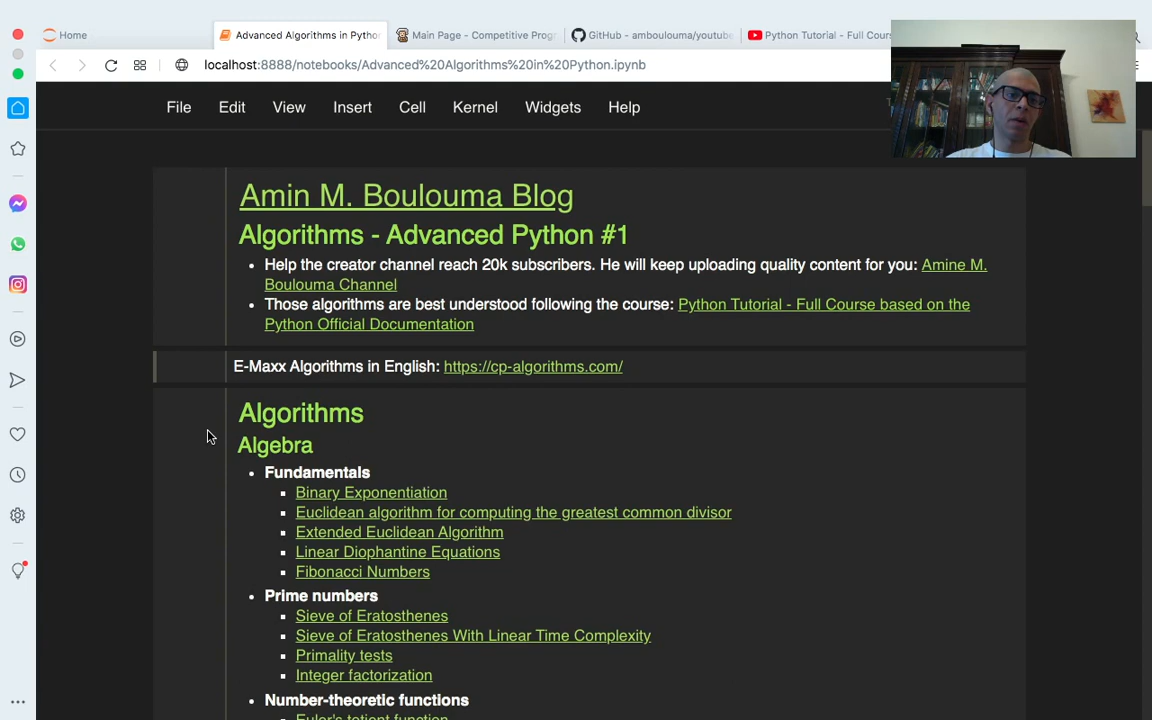 Home
Advanced Algorithms in Python
Main Page - Competitive Prog
GitHub - amboulouma/youtube
Python Tutorial - Full Cours
localhost:8888/notebooks/Advanced%20Algorithms%20in%20Python.ipynb
File Edit View Insert Cell Kernel Widgets Help
Amin M. Boulouma Blog
Algorithms - Advanced Python #1
Help the creator channel reach 20k subscribers. He will keep uploading quality content for you: Amine M.
Boulouma Channel
Those algorithms are best understood following the course: Python Tutorial - Full Course based on the
Python Official Documentation
E-Maxx Algorithms in English: https://cp-algorithms.com/
Algorithms
Algebra
Fundamentals
Binary Exponentiation
Euclidean algorithm for computing the greatest common divisor
Extended Euclidean Algorithm
Linear Diophantine Equations
Fibonacci Numbers
Prime numbers
Sieve of Eratosthenes
Sieve of Eratosthenes With Linear Time Complexity
Primality tests
Integer factorization
Number-theoretic functions
Euler's totient function